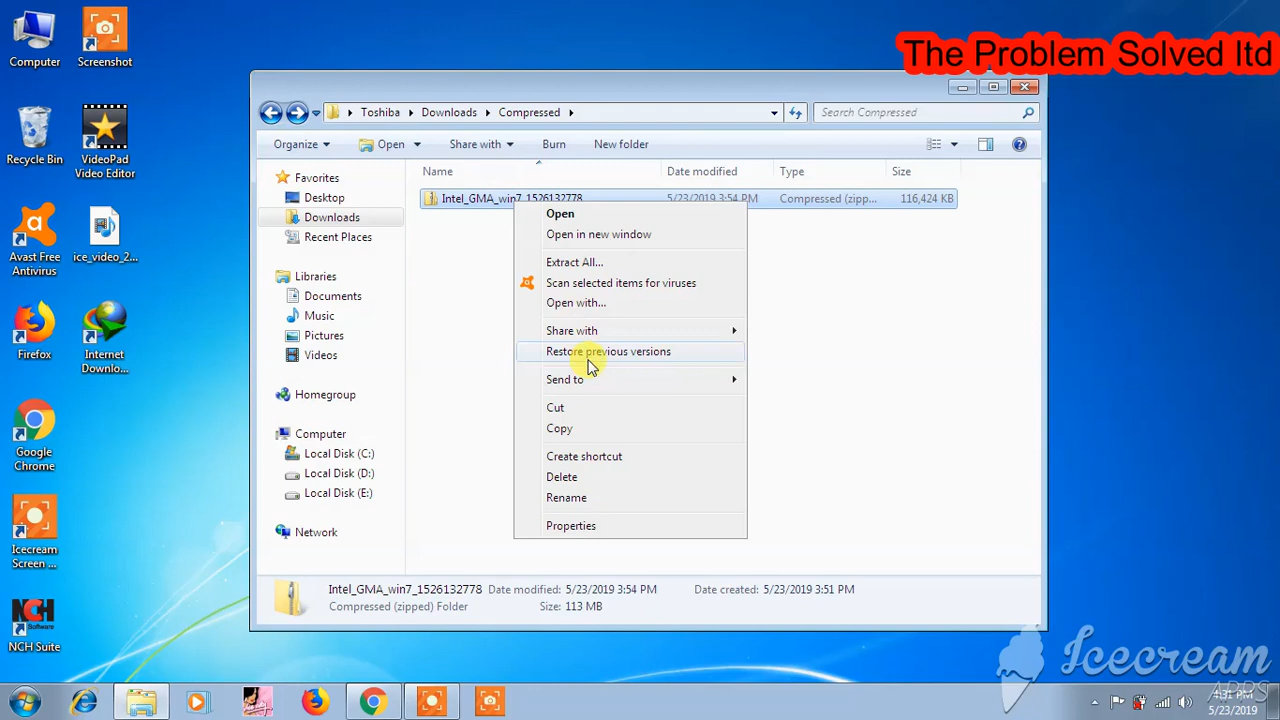 The Problem Solved ltd
Computer
Screenshot
Recycle Bin
VideoPad
Video Editor
Avast Free
Antivirus
ice_video_2...
Firefox
Internet
Downlo...
Google
Chrome
Icecream
Screen ...
NCH Suite
NCH
Software
Toshiba
Downloads
Compressed
Search Compressed
Organize
Open
Share with
Burn
New folder
Name
Date modified
Type
Size
Intel_GMA_win7_1526132778
5/23/2019 3:54 PM
Compressed (zipp...
116,424 KB
Favorites
Desktop
Downloads
Recent Places
Libraries
Documents
Music
Pictures
Videos
Homegroup
Computer
Local Disk (C:)
Local Disk (D:)
Local Disk (E:)
Network
Open
Open in new window
Extract All...
Scan selected items for viruses
Open with...
Share with
Restore previous versions
Send to
Cut
Copy
Create shortcut
Delete
Rename
Properties
Intel_GMA_win7_1526132778
Date modified: 5/23/2019 3:54 PM
Date created: 5/23/2019 3:51 PM
Compressed (zipped) Folder
Size: 113 MB
Icecream
APPS
4:31 PM
5/23/2019